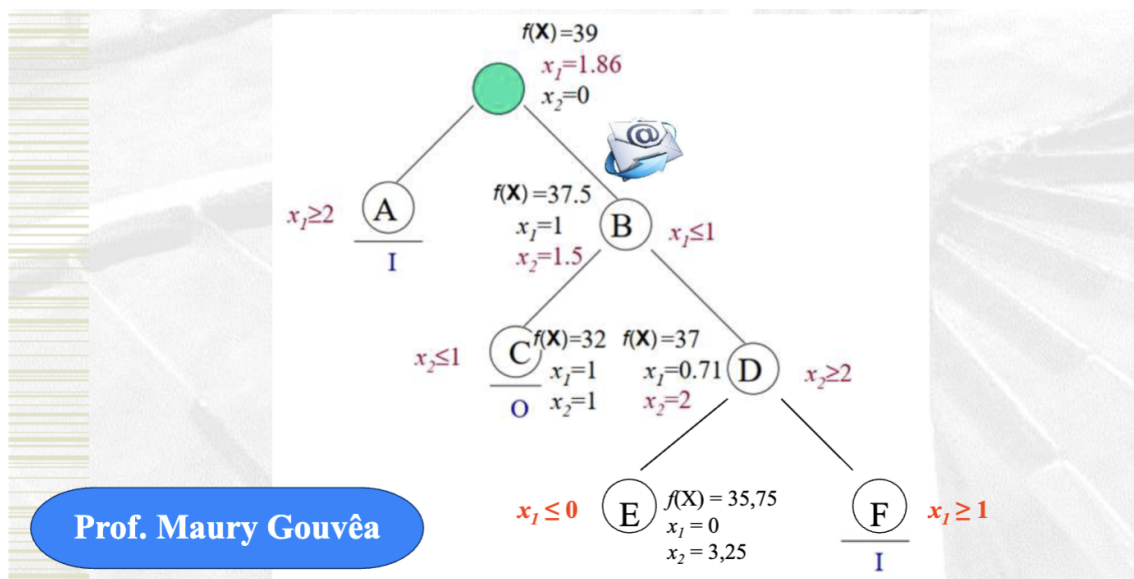 f(X)=39
x₁=1.86
x₂=0
@
x₁≥2
A
I
f(X)=37.5
x₁=1
x₂=1.5
B
x₁≤1
x₂≤1
C
f(X)=32
x₁=1
x₂=1
O
f(X)=37
x₁=0.71
x₂=2
D
x₂≥2
x₁ ≤ 0
E
f(X) = 35,75
x₁ = 0
x₂ = 3,25
F
x₁ ≥ 1
I
Prof. Maury Gouvêa